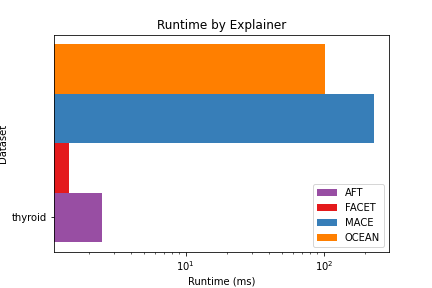 Runtime by Explainer
Dataset
thyroid
AFT
FACET
MACE
OCEAN
10¹
10²
Runtime (ms)